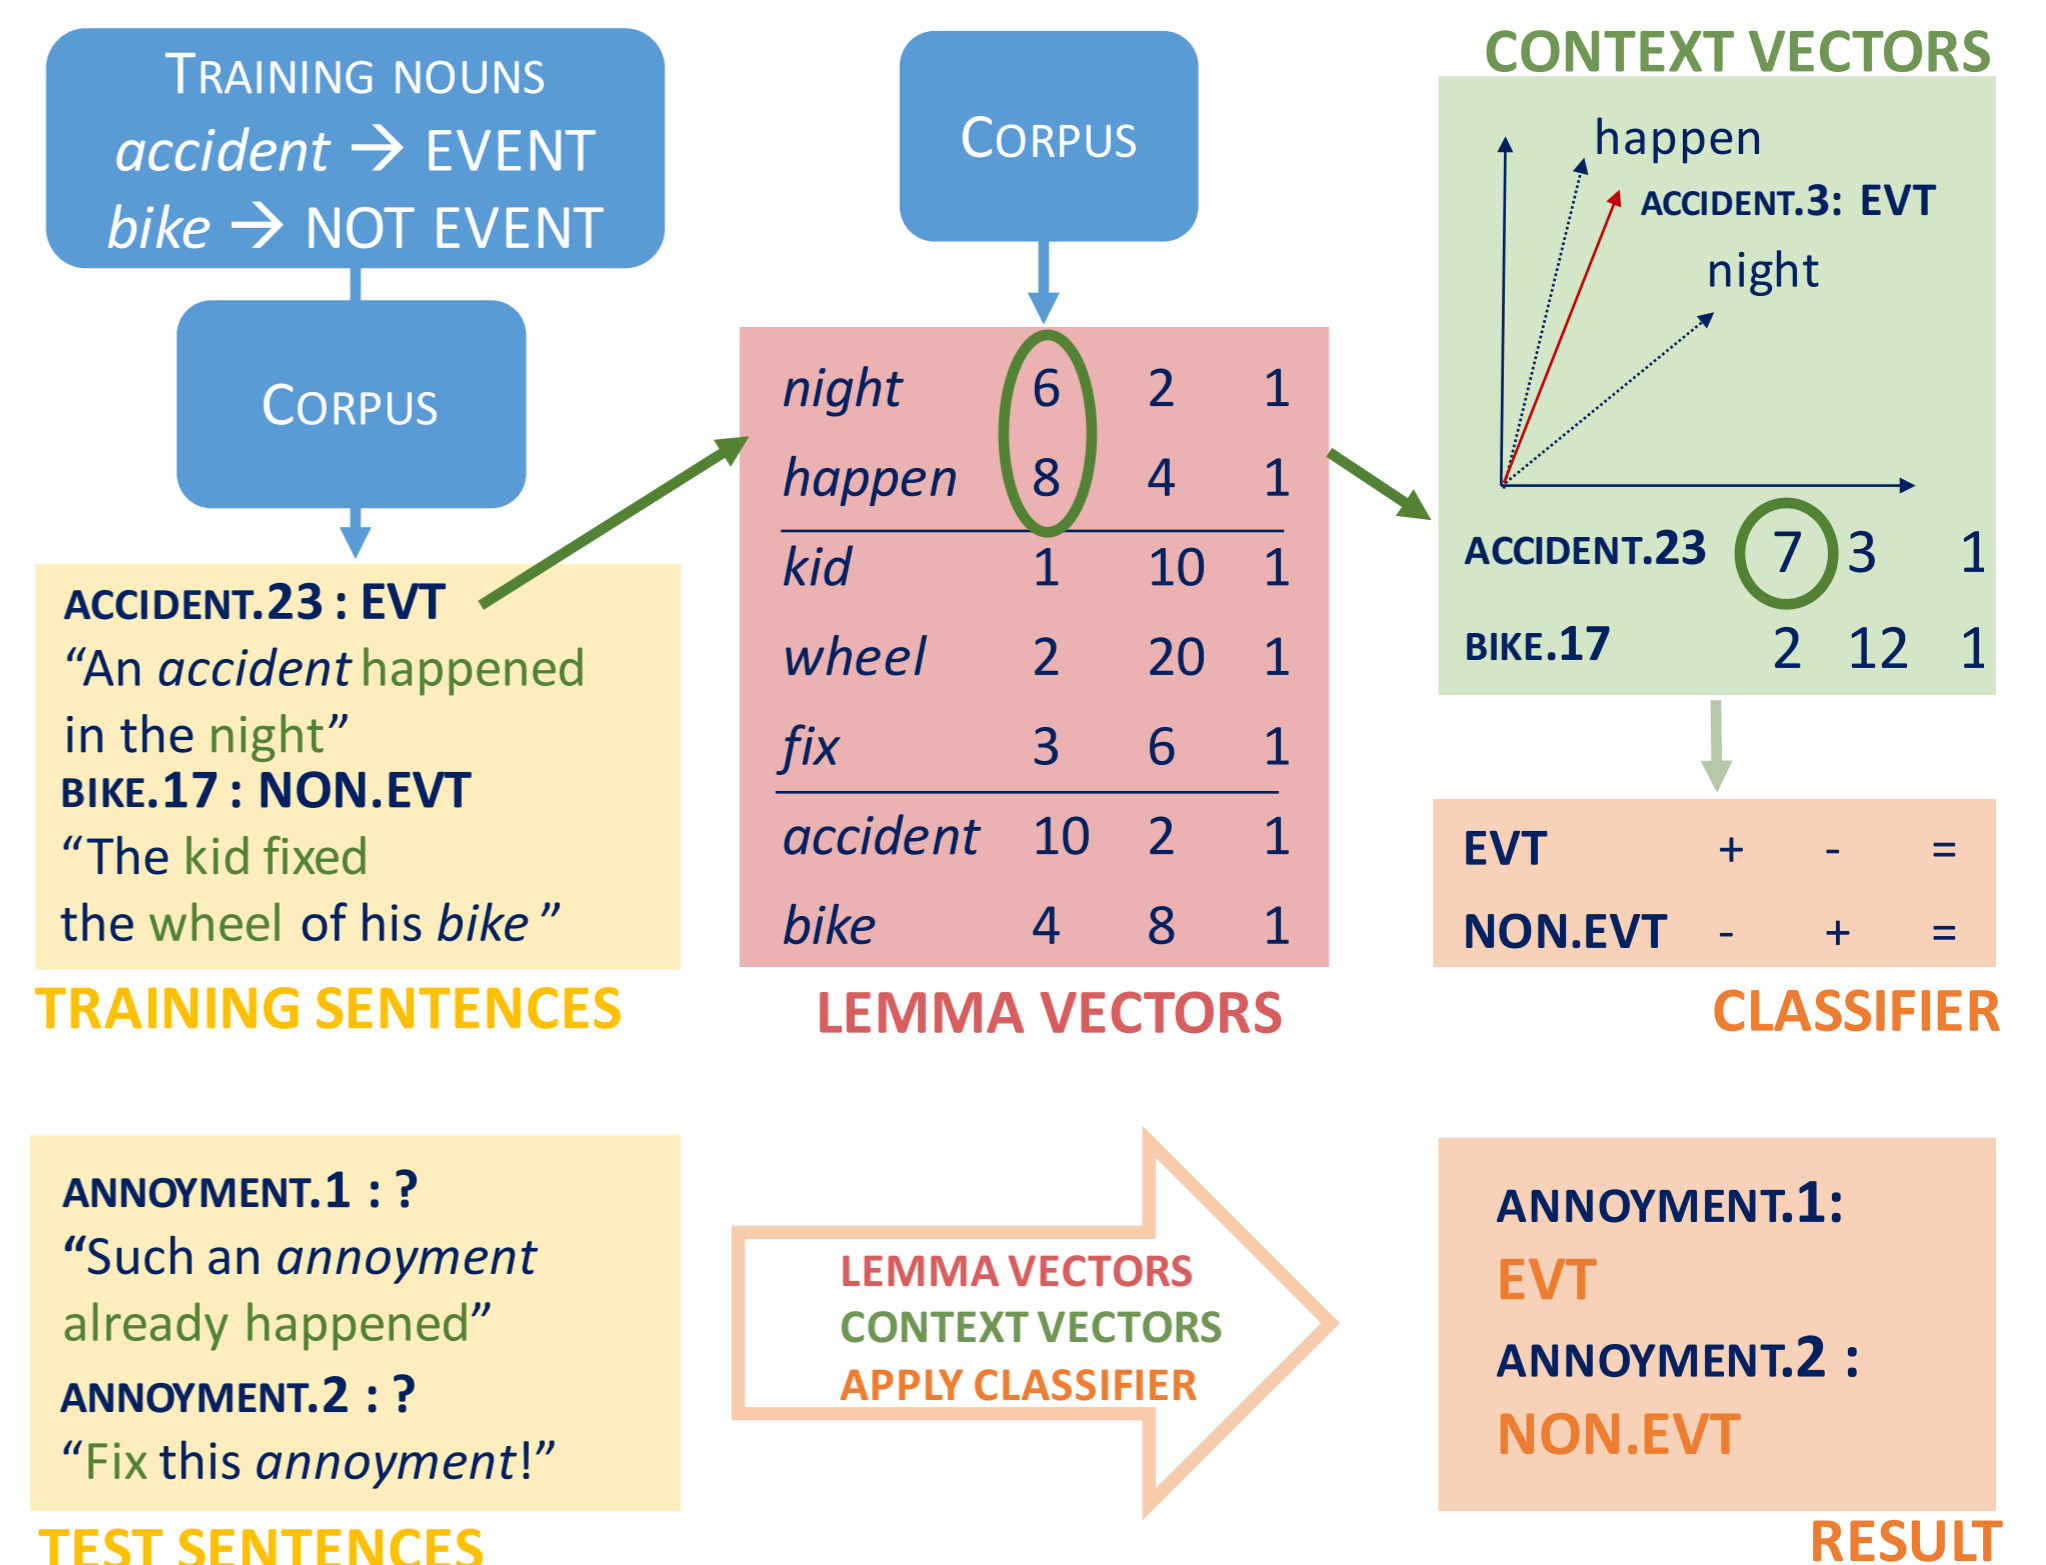 TRAINING NOUNS
accident → EVENT
bike → NOT EVENT
CORPUS
ACCIDENT.23 : EVT
“An accident happened
in the night”
BIKE.17 : NON.EVT
“The kid fixed
the wheel of his bike”
TRAINING SENTENCES
CORPUS
night 6 2 1
happen 8 4 1
kid 1 10 1
wheel 2 20 1
fix 3 6 1
accident 10 2 1
bike 4 8 1
LEMMA VECTORS
CONTEXT VECTORS
happen
ACCIDENT.3: EVT
night
ACCIDENT.23 7 3 1
BIKE.17 2 12 1
EVT + - =
NON.EVT - + =
CLASSIFIER
ANNOYMENT.1 : ?
“Such an annoyment
already happened”
ANNOYMENT.2 : ?
“Fix this annoyment!”
TEST SENTENCES
LEMMA VECTORS
CONTEXT VECTORS
APPLY CLASSIFIER
ANNOYMENT.1:
EVT
ANNOYMENT.2 :
NON.EVT
RESULT